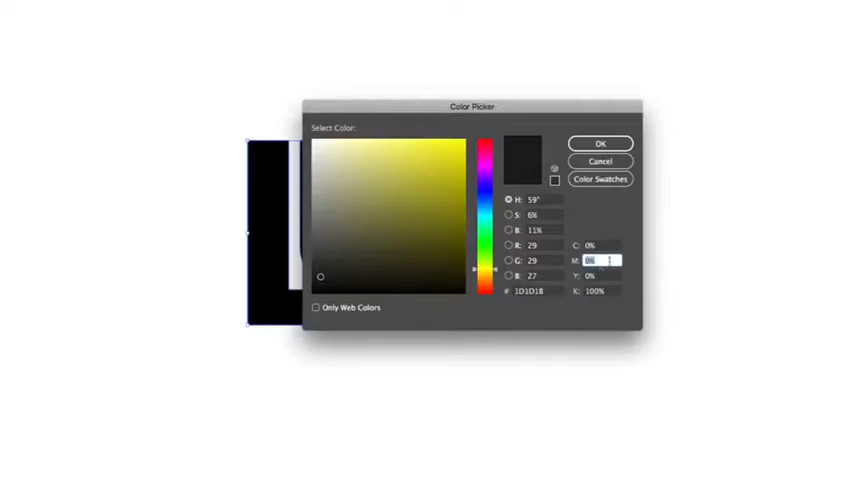 Color Picker
Select Color:
OK
Cancel
Color Swatches
H: 59°
S: 6%
B: 11%
R: 29 C: 0%
G: 29 M: 0%
B: 27 Y: 0%
# 1D1D1B K: 100%
Only Web Colors